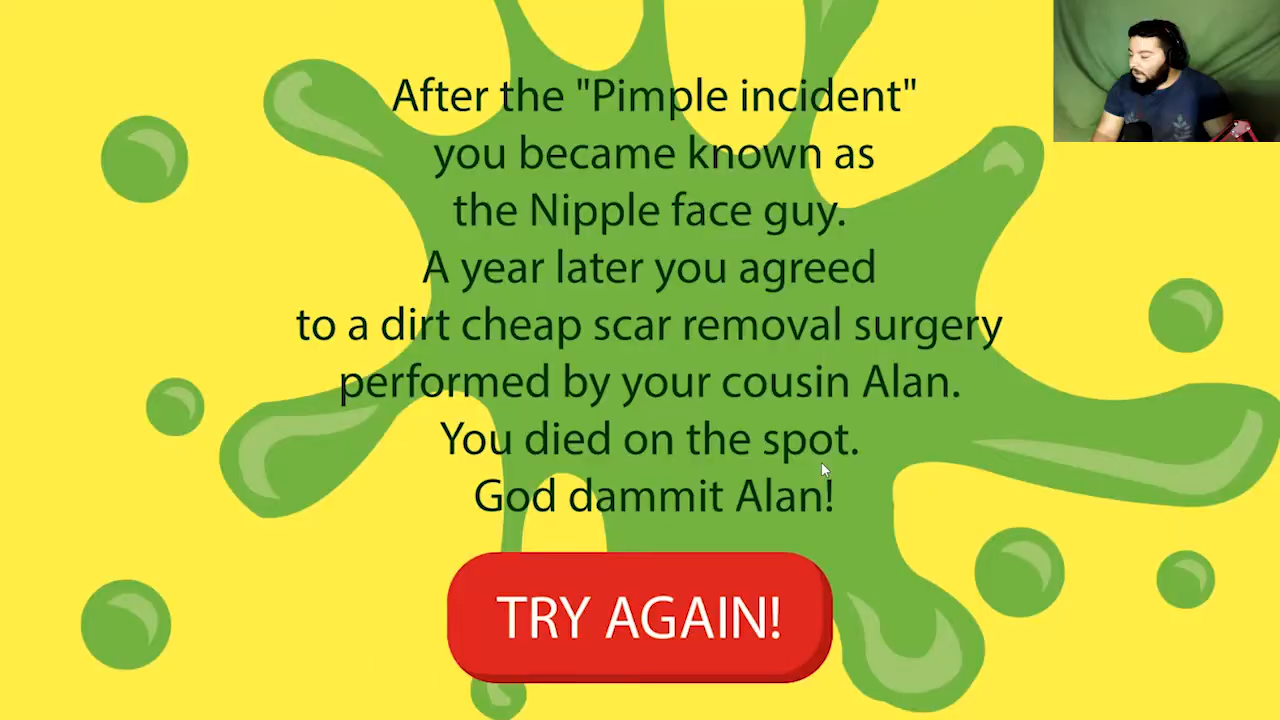 After the "Pimple incident"
you became known as
the Nipple face guy.
A year later you agreed
to a dirt cheap scar removal surgery
performed by your cousin Alan.
You died on the spot.
God dammit Alan!
TRY AGAIN!